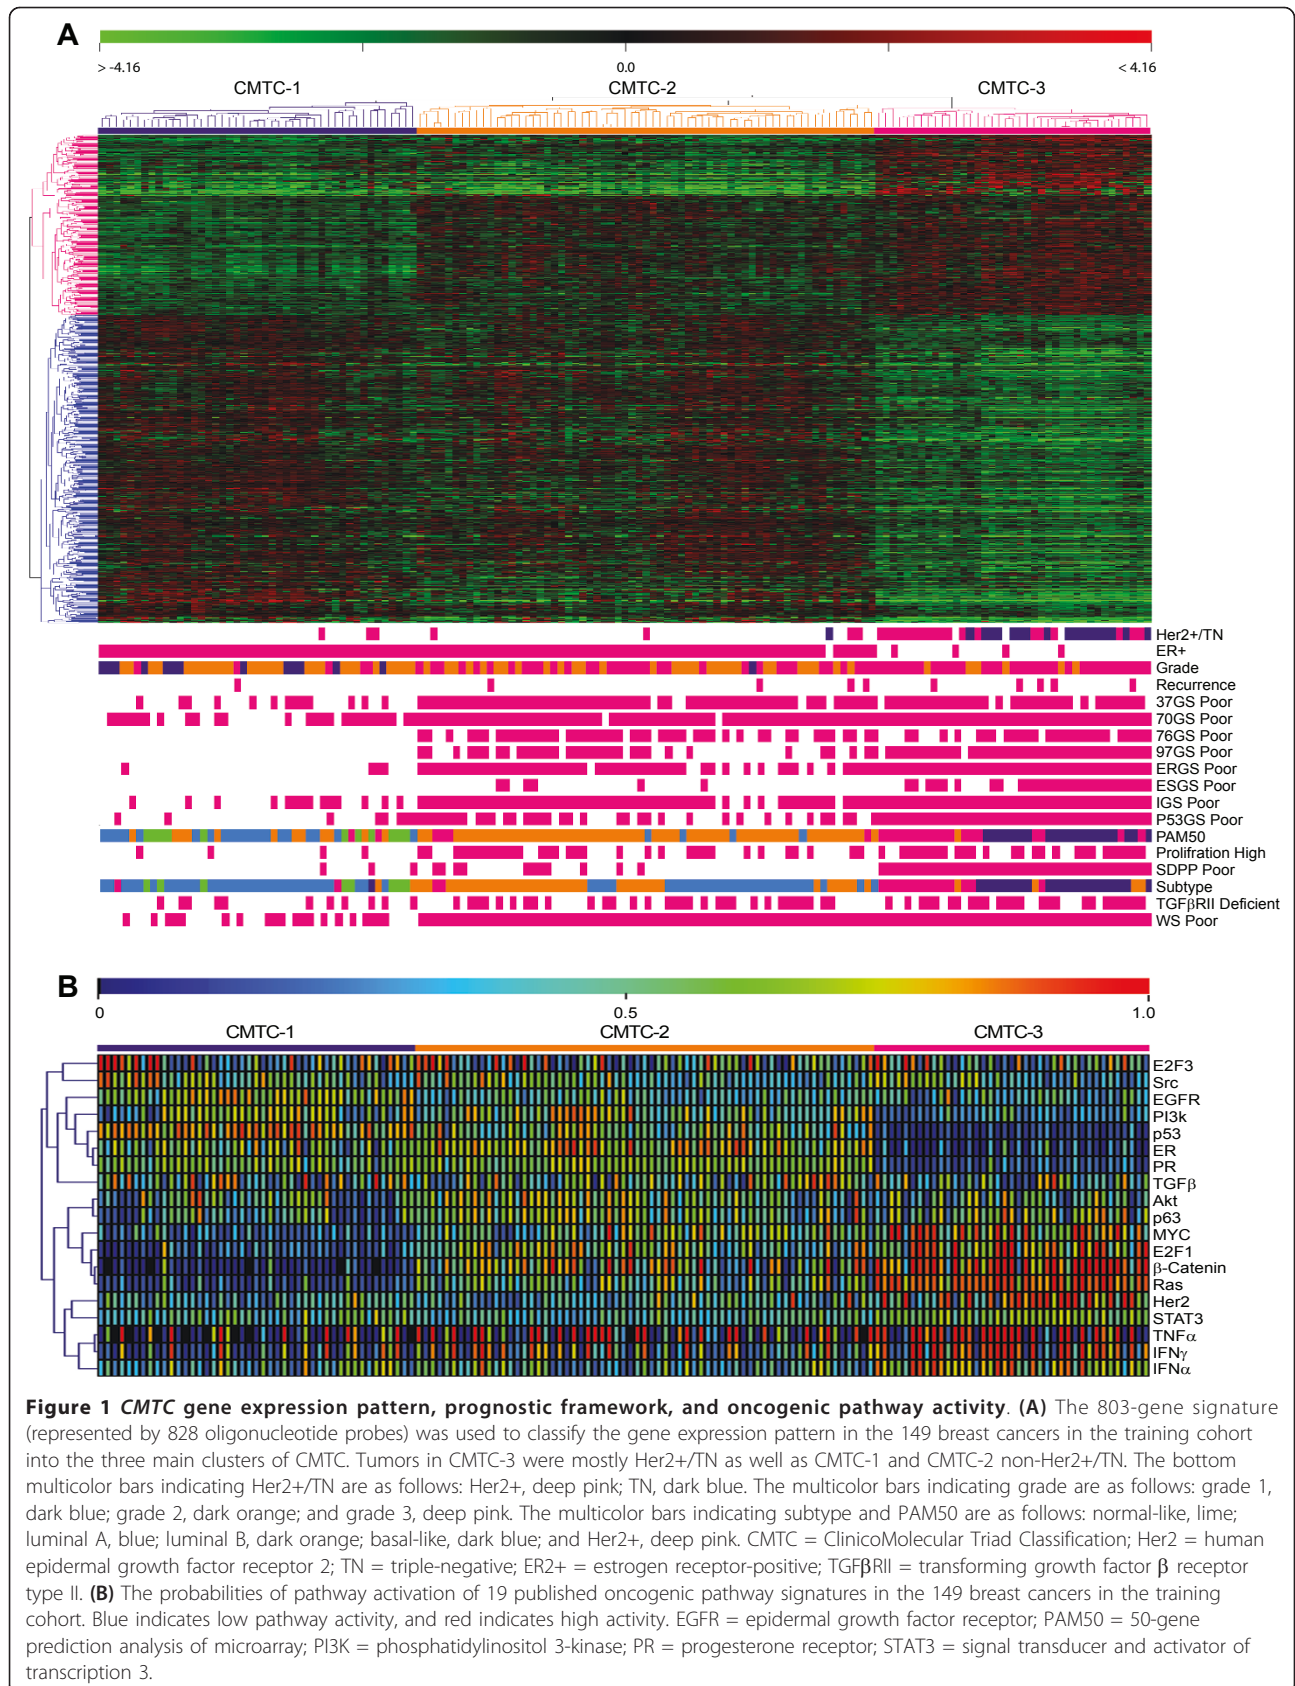 A
> -4.16
0.0
< 4.16
CMTC-1
CMTC-2
CMTC-3
Her2+/TN
ER+
Grade
Recurrence
37GS Poor
70GS Poor
76GS Poor
97GS Poor
ERGS Poor
ESGS Poor
IGS Poor
P53GS Poor
PAM50
Prolifration High
SDPP Poor
Subtype
TGFβRII Deficient
WS Poor
B
0
0.5
1.0
CMTC-1
CMTC-2
CMTC-3
E2F3
Src
EGFR
PI3k
p53
ER
PR
TGFβ
Akt
p63
MYC
E2F1
β-Catenin
Ras
Her2
STAT3
TNFα
IFNγ
IFNα
Figure 1 CMTC gene expression pattern, prognostic framework, and oncogenic pathway activity. (A) The 803-gene signature
(represented by 828 oligonucleotide probes) was used to classify the gene expression pattern in the 149 breast cancers in the training cohort
into the three main clusters of CMTC. Tumors in CMTC-3 were mostly Her2+/TN as well as CMTC-1 and CMTC-2 non-Her2+/TN. The bottom
multicolor bars indicating Her2+/TN are as follows: Her2+, deep pink; TN, dark blue. The multicolor bars indicating grade are as follows: grade 1,
dark blue; grade 2, dark orange; and grade 3, deep pink. The multicolor bars indicating subtype and PAM50 are as follows: normal-like, lime;
luminal A, blue; luminal B, dark orange; basal-like, dark blue; and Her2+, deep pink. CMTC = ClinicoMolecular Triad Classification; Her2 = human
epidermal growth factor receptor 2; TN = triple-negative; ER2+ = estrogen receptor-positive; TGFβRII = transforming growth factor β receptor
type II. (B) The probabilities of pathway activation of 19 published oncogenic pathway signatures in the 149 breast cancers in the training
cohort. Blue indicates low pathway activity, and red indicates high activity. EGFR = epidermal growth factor receptor; PAM50 = 50-gene
prediction analysis of microarray; PI3K = phosphatidylinositol 3-kinase; PR = progesterone receptor; STAT3 = signal transducer and activator of
transcription 3.